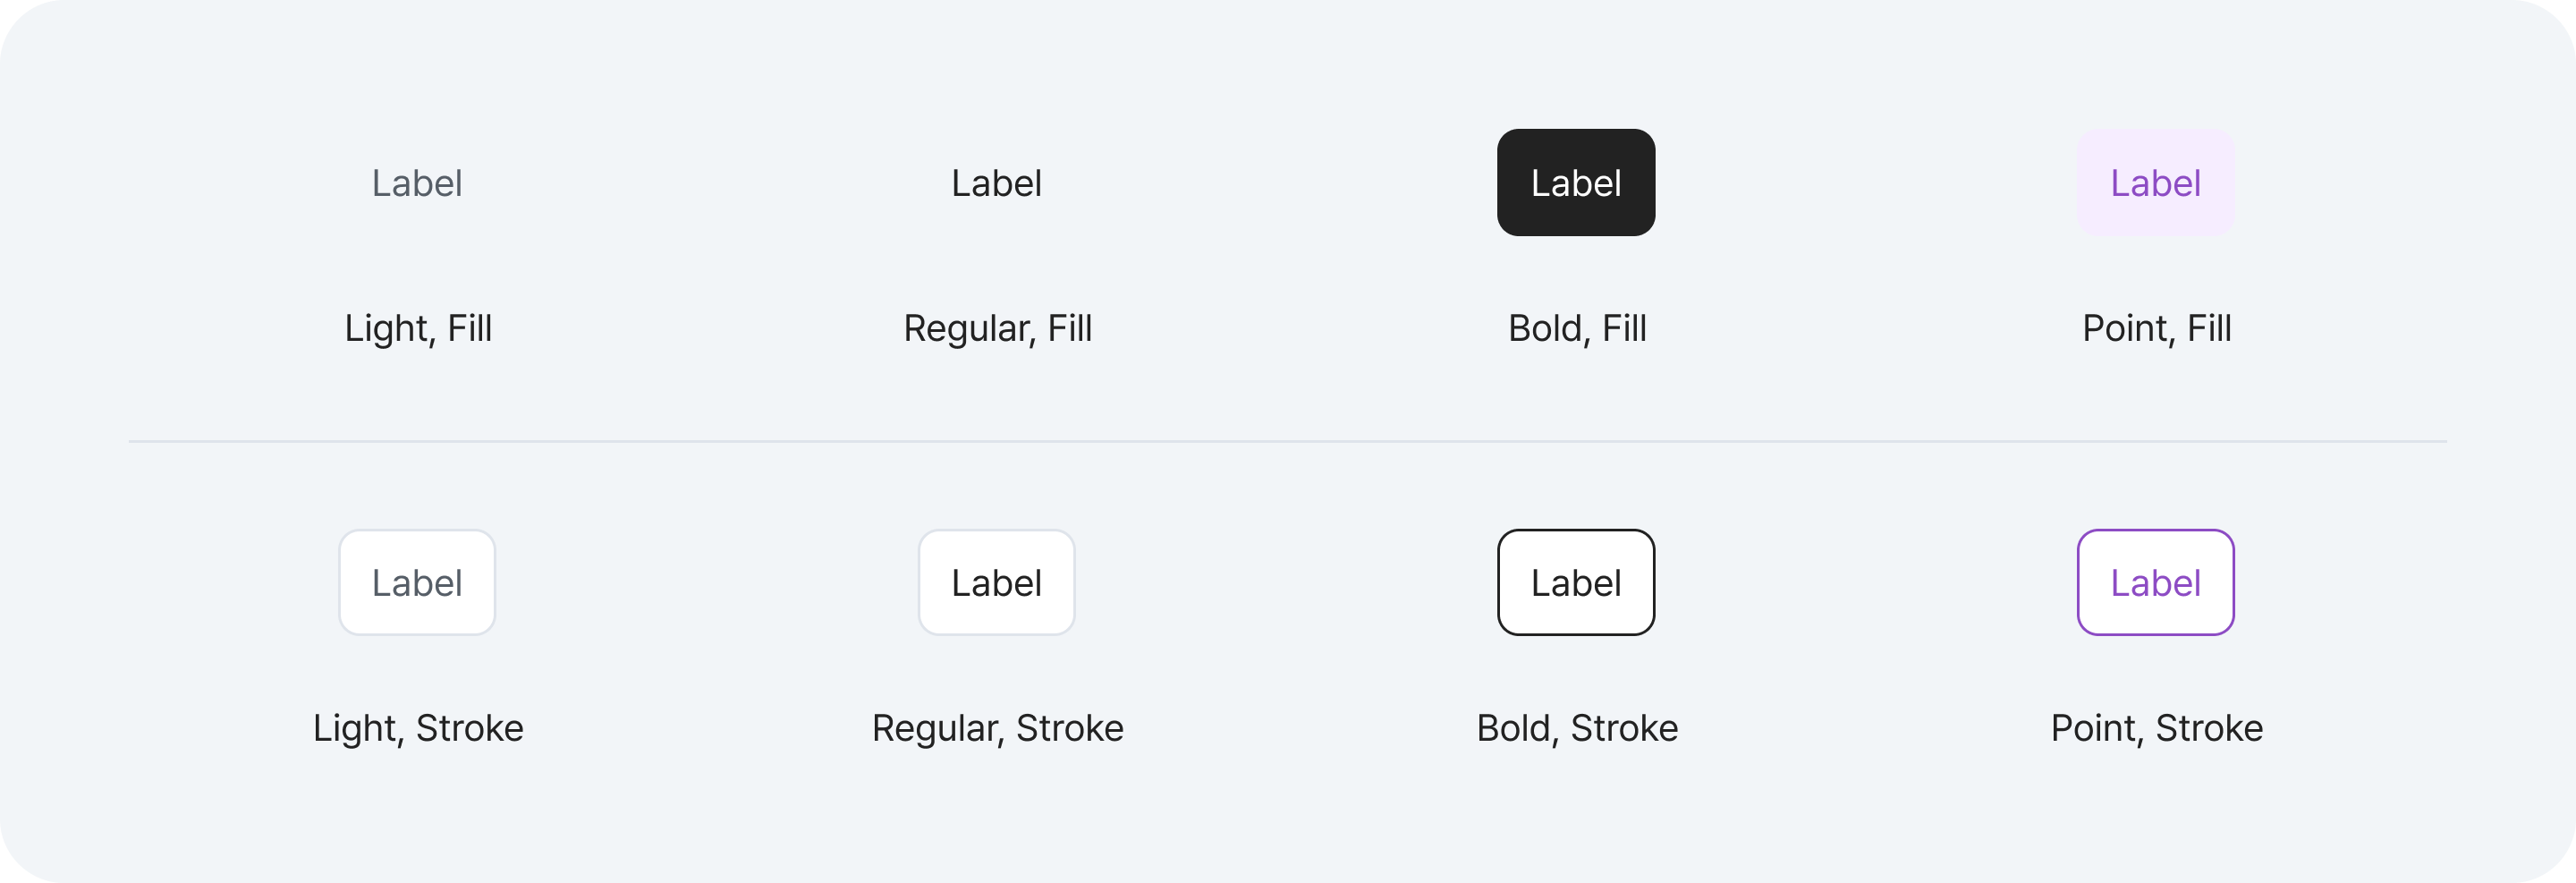 Label
Label
Label
Label
Light, Fill
Regular, Fill
Bold, Fill
Point, Fill
Label
Label
Label
Label
Light, Stroke
Regular, Stroke
Bold, Stroke
Point, Stroke